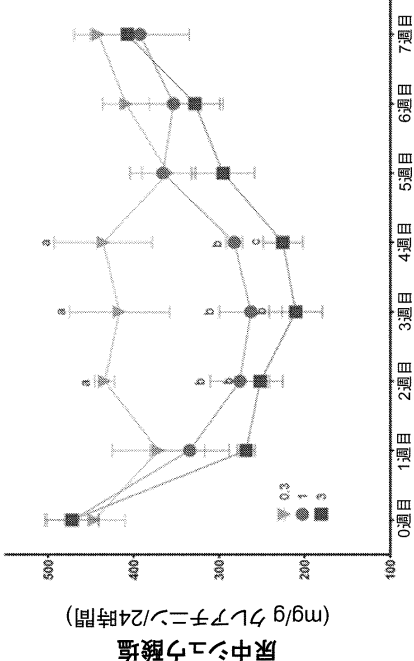 尿中シュウ酸塩
(mg/g クレアチニン/24時間)
500
400
300
200
100
0.3
1
3
a
a
a
b
b
b
b
b
c
0週目
1週目
2週目
3週目
4週目
5週目
6週目
7週目